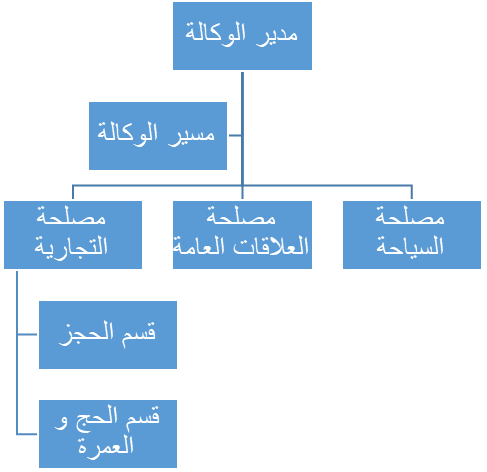 مدير الوكالة
مسير الوكالة
مصلحة
السياحة
مصلحة
العلاقات العامة
مصلحة
التجارية
قسم الحجز
قسم الحج و
العمرة